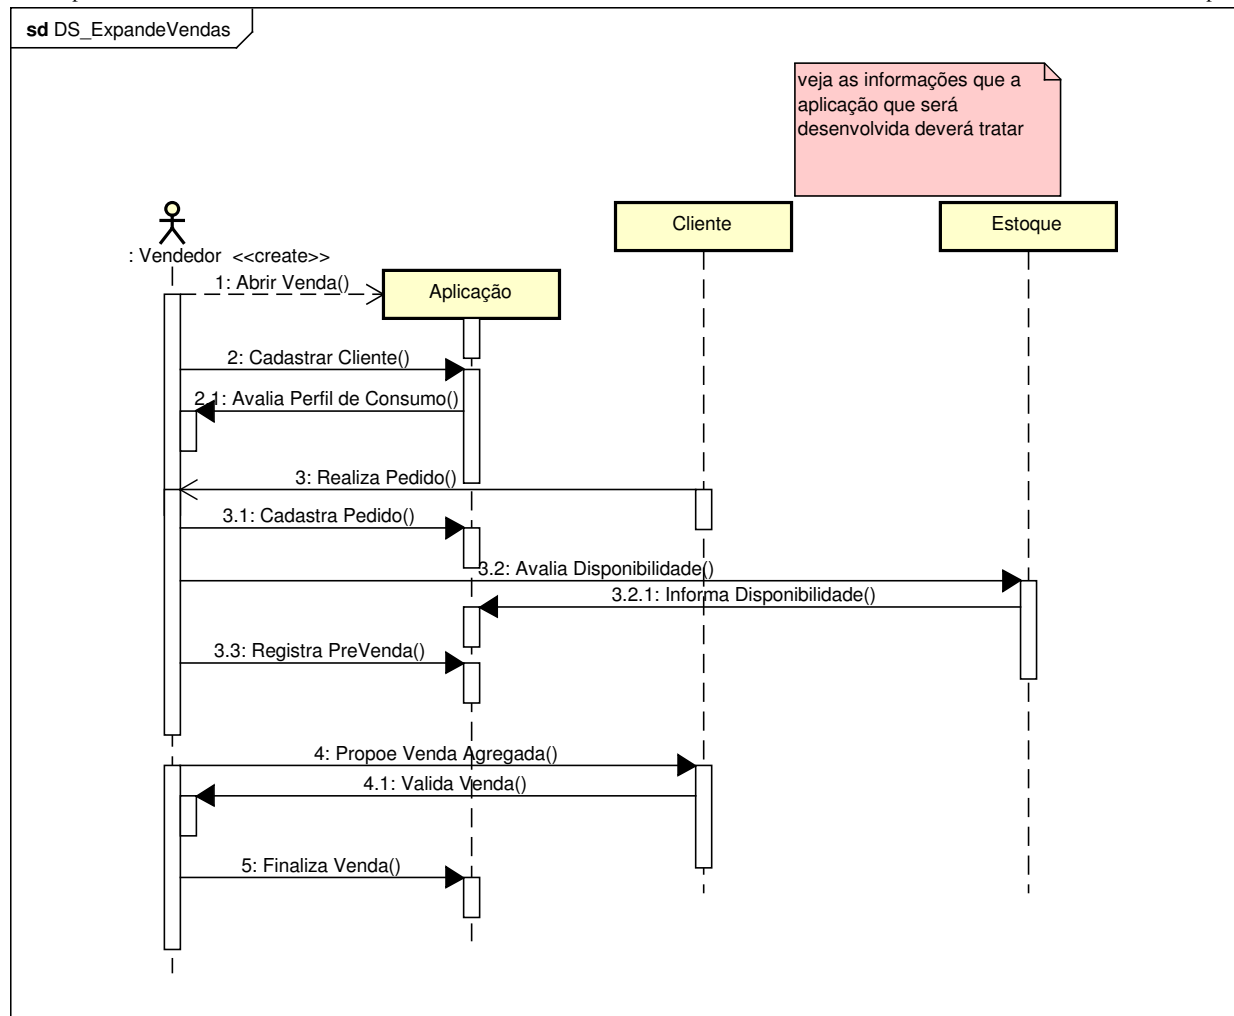 sd DS_ExpandeVendas
veja as informações que a
aplicação que será
desenvolvida deverá tratar
Cliente
Estoque
: Vendedor <<create>>
1: Abrir Venda()
Aplicação
2: Cadastrar Cliente()
2.1: Avalia Perfil de Consumo()
3: Realiza Pedido()
3.1: Cadastra Pedido()
3.2: Avalia Disponibilidade()
3.2.1: Informa Disponibilidade()
3.3: Registra PreVenda()
4: Propoe Venda Agregada()
4.1: Valida Venda()
5: Finaliza Venda()